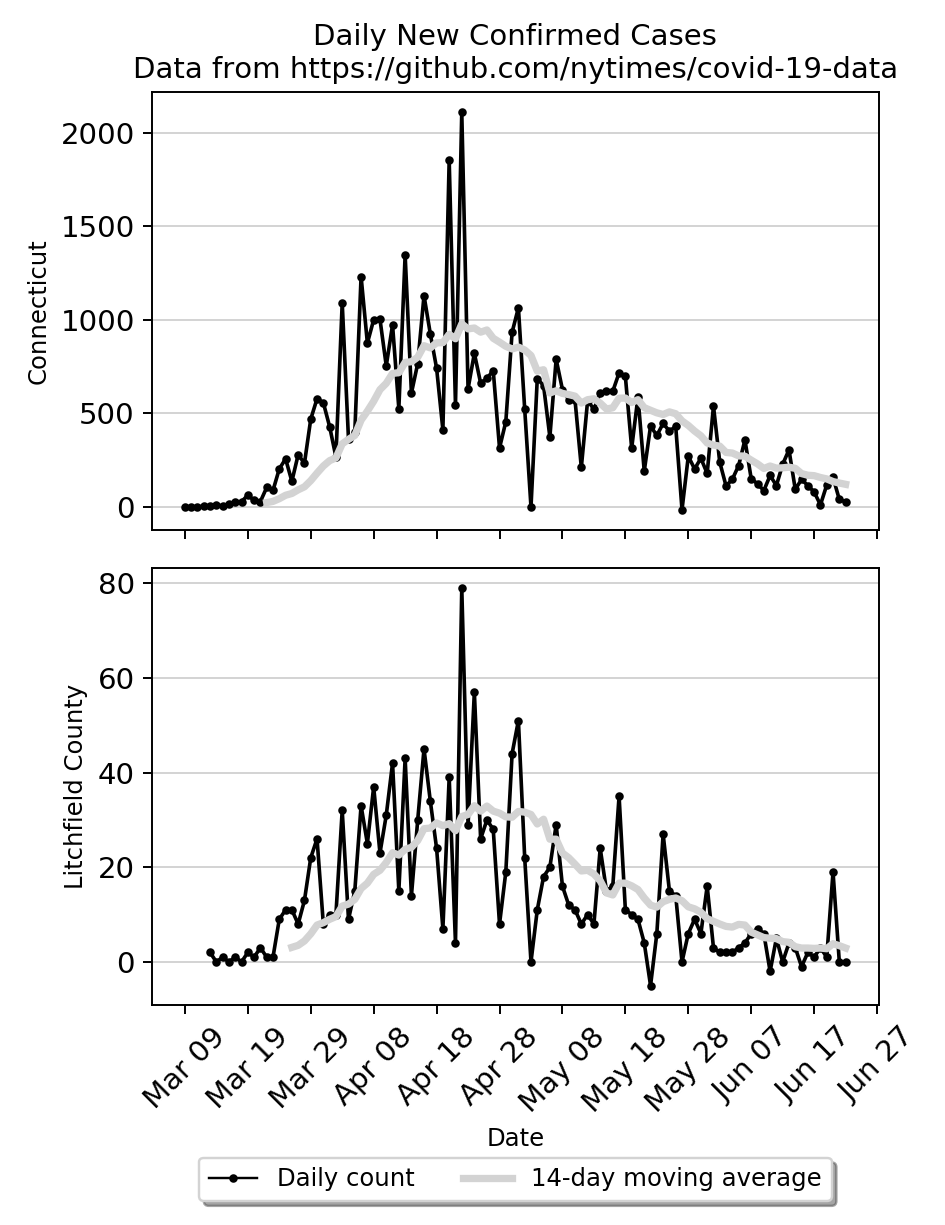 Daily New Confirmed Cases
Data from https://github.com/nytimes/covid-19-data
2000
1500
1000
500
0
Connecticut
80
60
40
20
0
Litchfield County
Mar 09 Mar 19 Mar 29 Apr 08 Apr 18 Apr 28 May 08 May 18 May 28 Jun 07 Jun 17 Jun 27
Date
Daily count 14-day moving average